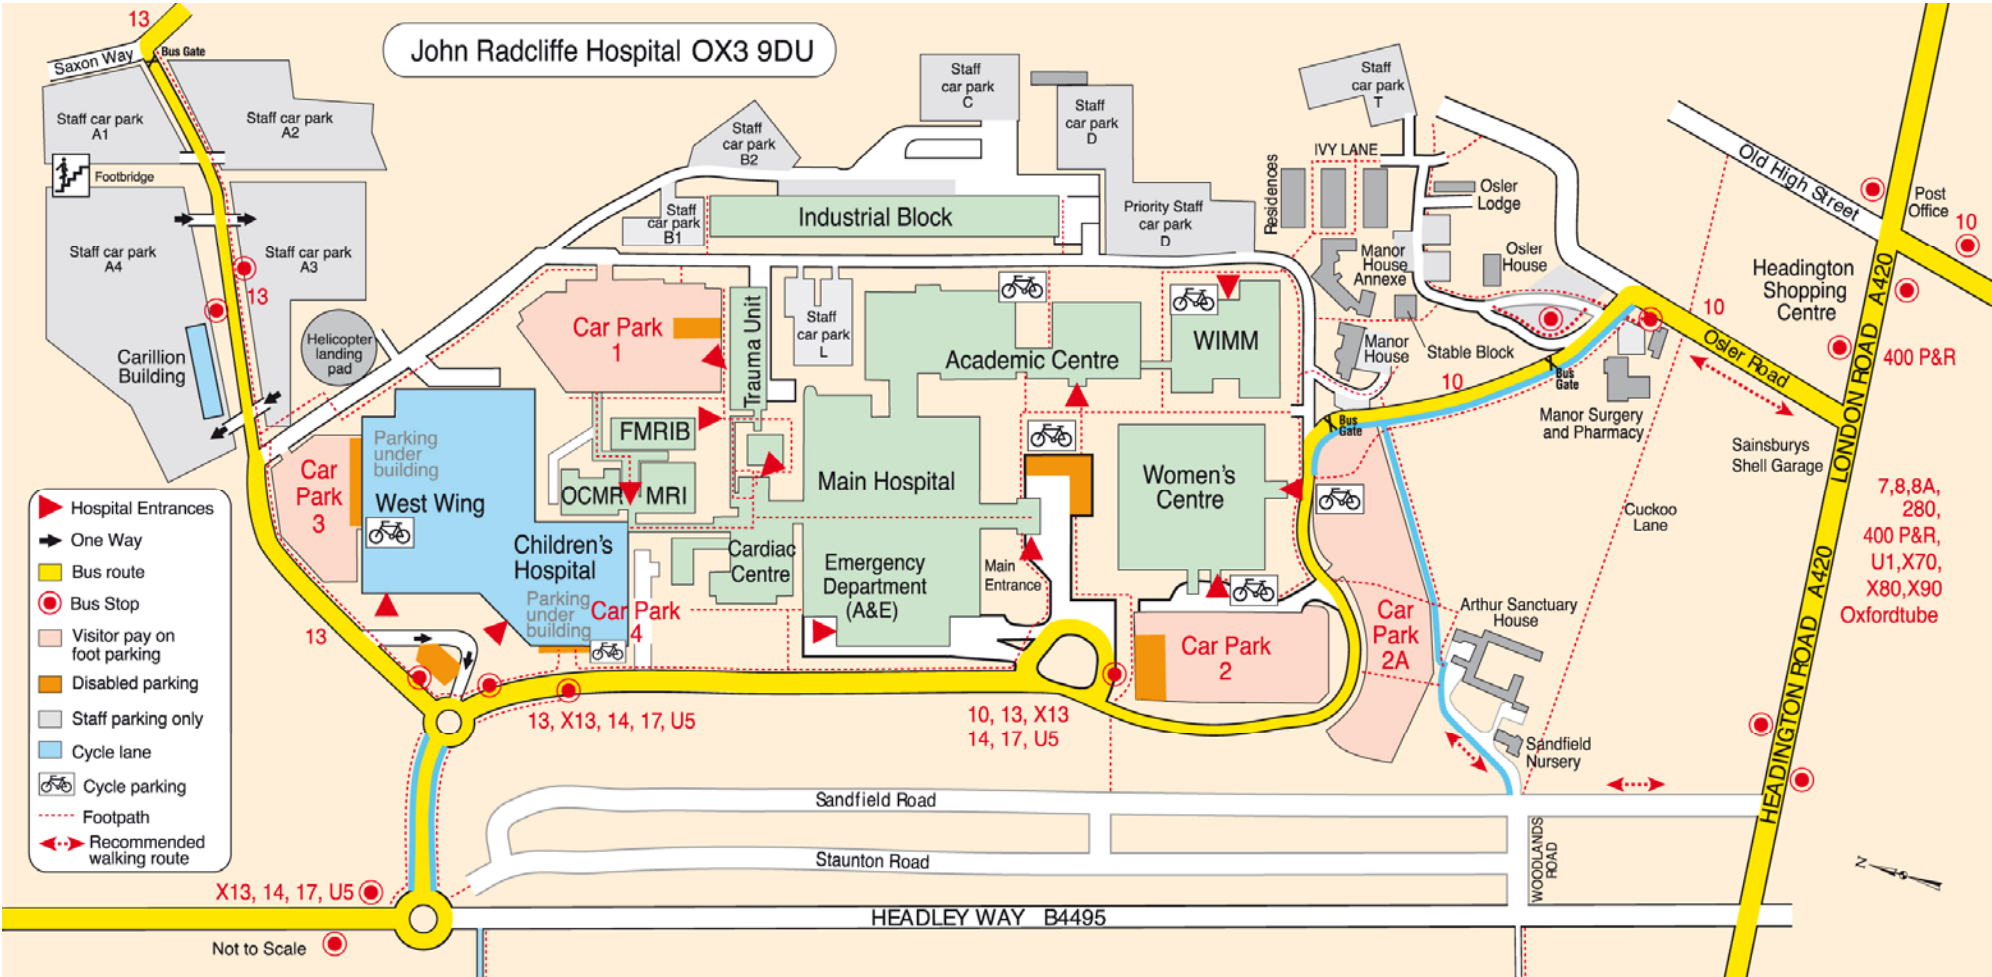 John Radcliffe Hospital OX3 9DU
13
Saxon Way
Bus Gate
Staff car park
A1
Staff car park
A2
Footbridge
Staff car park
A4
Staff car park
A3
13
Carillion
Building
Helicopter
landing
pad
Staff
car park
B2
Staff
car park
B1
Staff
car park
C
Staff
car park
D
Priority Staff
car park
D
Staff
car park
T
Industrial Block
Residences
IVY LANE
Osler
Lodge
Osler
House
Manor
House
Annexe
Manor
House
Stable Block
Old High Street
Post
Office
10
Headington
Shopping
Centre
LONDON ROAD A420
400 P&R
10
Osler Road
Bus
Gate
10
Bus
Gate
Manor Surgery
and Pharmacy
Sainsburys
Shell Garage
Cuckoo
Lane
7,8,8A,
280,
400 P&R,
U1,X70,
X80,X90
Oxfordtube
HEADINGTON ROAD A420
Car Park
1
Trauma Unit
Staff
car park
L
Academic Centre
WIMM
FMRIB
OCMR
MRI
Main Hospital
Women's
Centre
Car
Park
3
Parking
under
building
West Wing
Children's
Hospital
Parking
under
building
Car Park
4
Cardiac
Centre
Emergency
Department
(A&E)
Main
Entrance
Car Park
2
Car
Park
2A
Arthur Sanctuary
House
Sandfield
Nursery
13
13, X13, 14, 17, U5
10, 13, X13
14, 17, U5
Sandfield Road
Staunton Road
WOODLANDS
ROAD
HEADLEY WAY B4495
X13, 14, 17, U5
Not to Scale
N
Hospital Entrances
One Way
Bus route
Bus Stop
Visitor pay on
foot parking
Disabled parking
Staff parking only
Cycle lane
Cycle parking
Footpath
Recommended
walking route